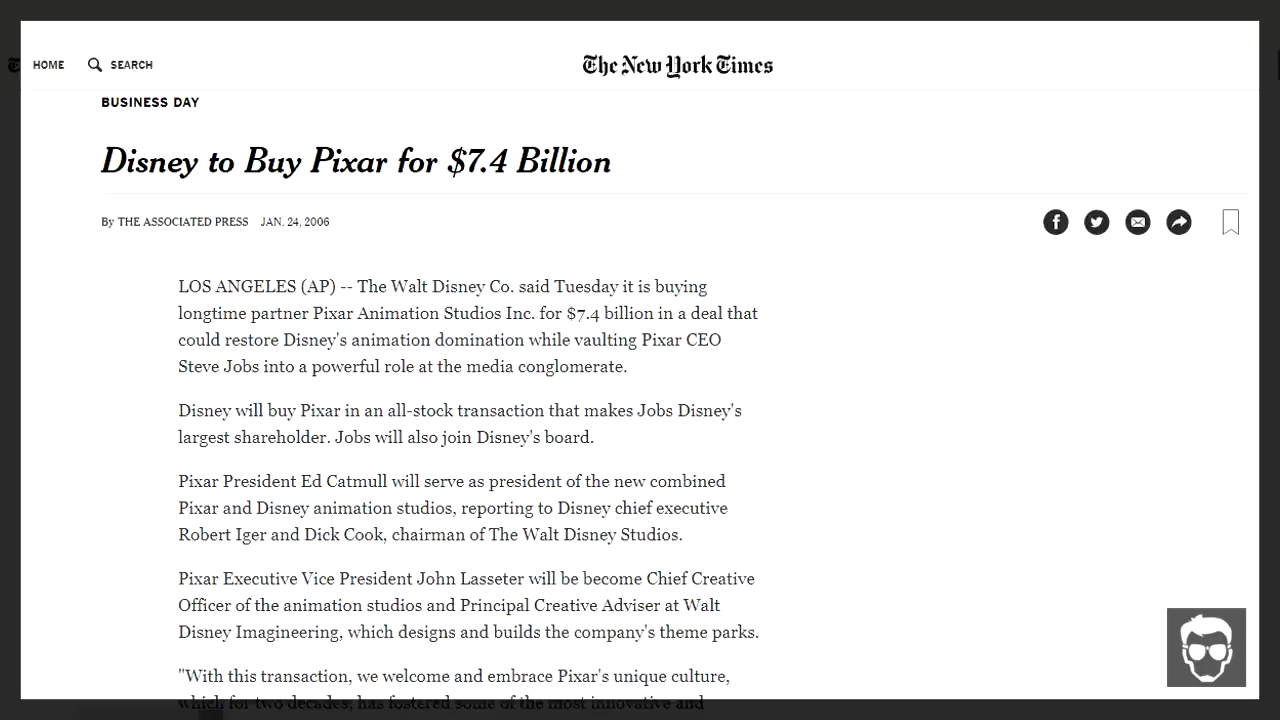 HOME SEARCH The New York Times
BUSINESS DAY
Disney to Buy Pixar for $7.4 Billion
By THE ASSOCIATED PRESS JAN. 24, 2006
LOS ANGELES (AP) -- The Walt Disney Co. said Tuesday it is buying
longtime partner Pixar Animation Studios Inc. for $7.4 billion in a deal that
could restore Disney's animation domination while vaulting Pixar CEO
Steve Jobs into a powerful role at the media conglomerate.
Disney will buy Pixar in an all-stock transaction that makes Jobs Disney's
largest shareholder. Jobs will also join Disney's board.
Pixar President Ed Catmull will serve as president of the new combined
Pixar and Disney animation studios, reporting to Disney chief executive
Robert Iger and Dick Cook, chairman of The Walt Disney Studios.
Pixar Executive Vice President John Lasseter will be become Chief Creative
Officer of the animation studios and Principal Creative Adviser at Walt
Disney Imagineering, which designs and builds the company's theme parks.
"With this transaction, we welcome and embrace Pixar's unique culture,
which for two decades, has fostered some of the most innovative and